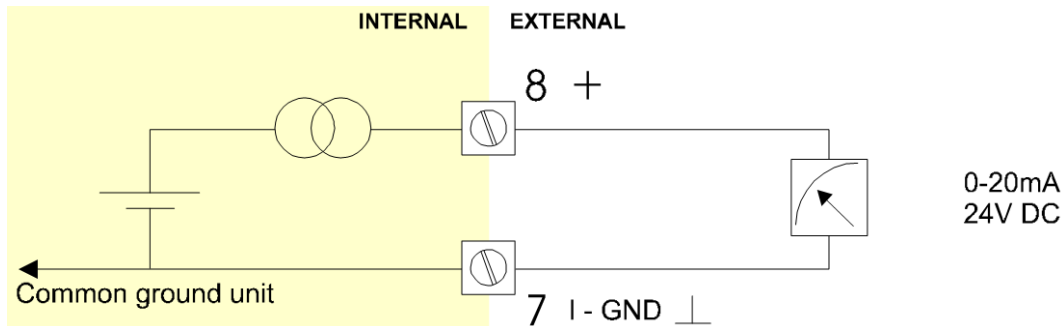 INTERNAL EXTERNAL
8 +
0-20mA
24V DC
Common ground unit
7 I - GND ⊥